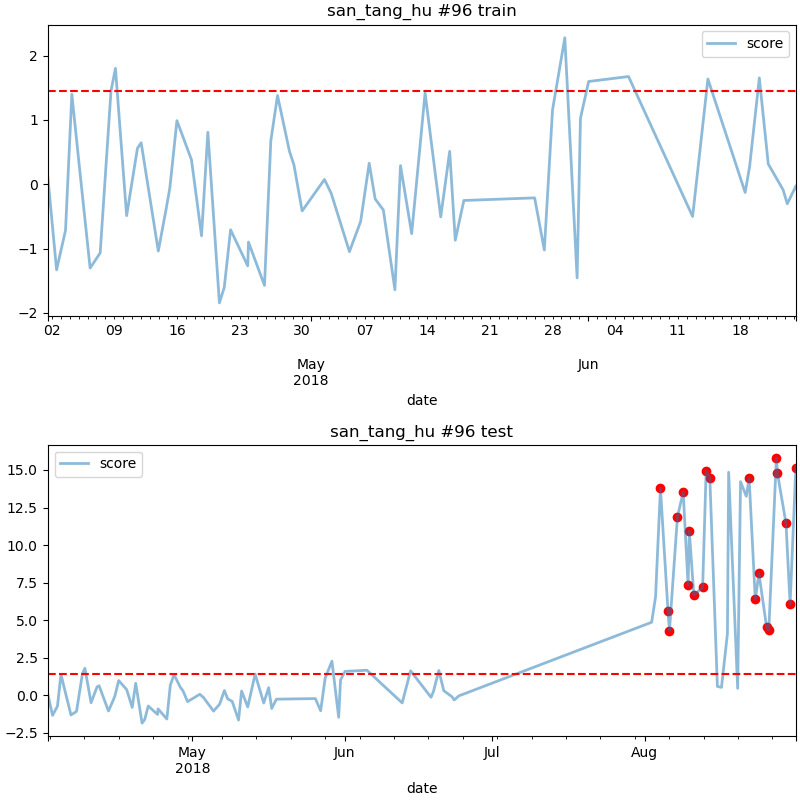 san_tang_hu #96 train
score
2
1
0
−1
−2
02 09 16 23 30 07 14 21 28 04 11 18
May Jun
2018
date
san_tang_hu #96 test
score
15.0
12.5
10.0
7.5
5.0
2.5
0.0
−2.5
May Jun Jul Aug
2018
date